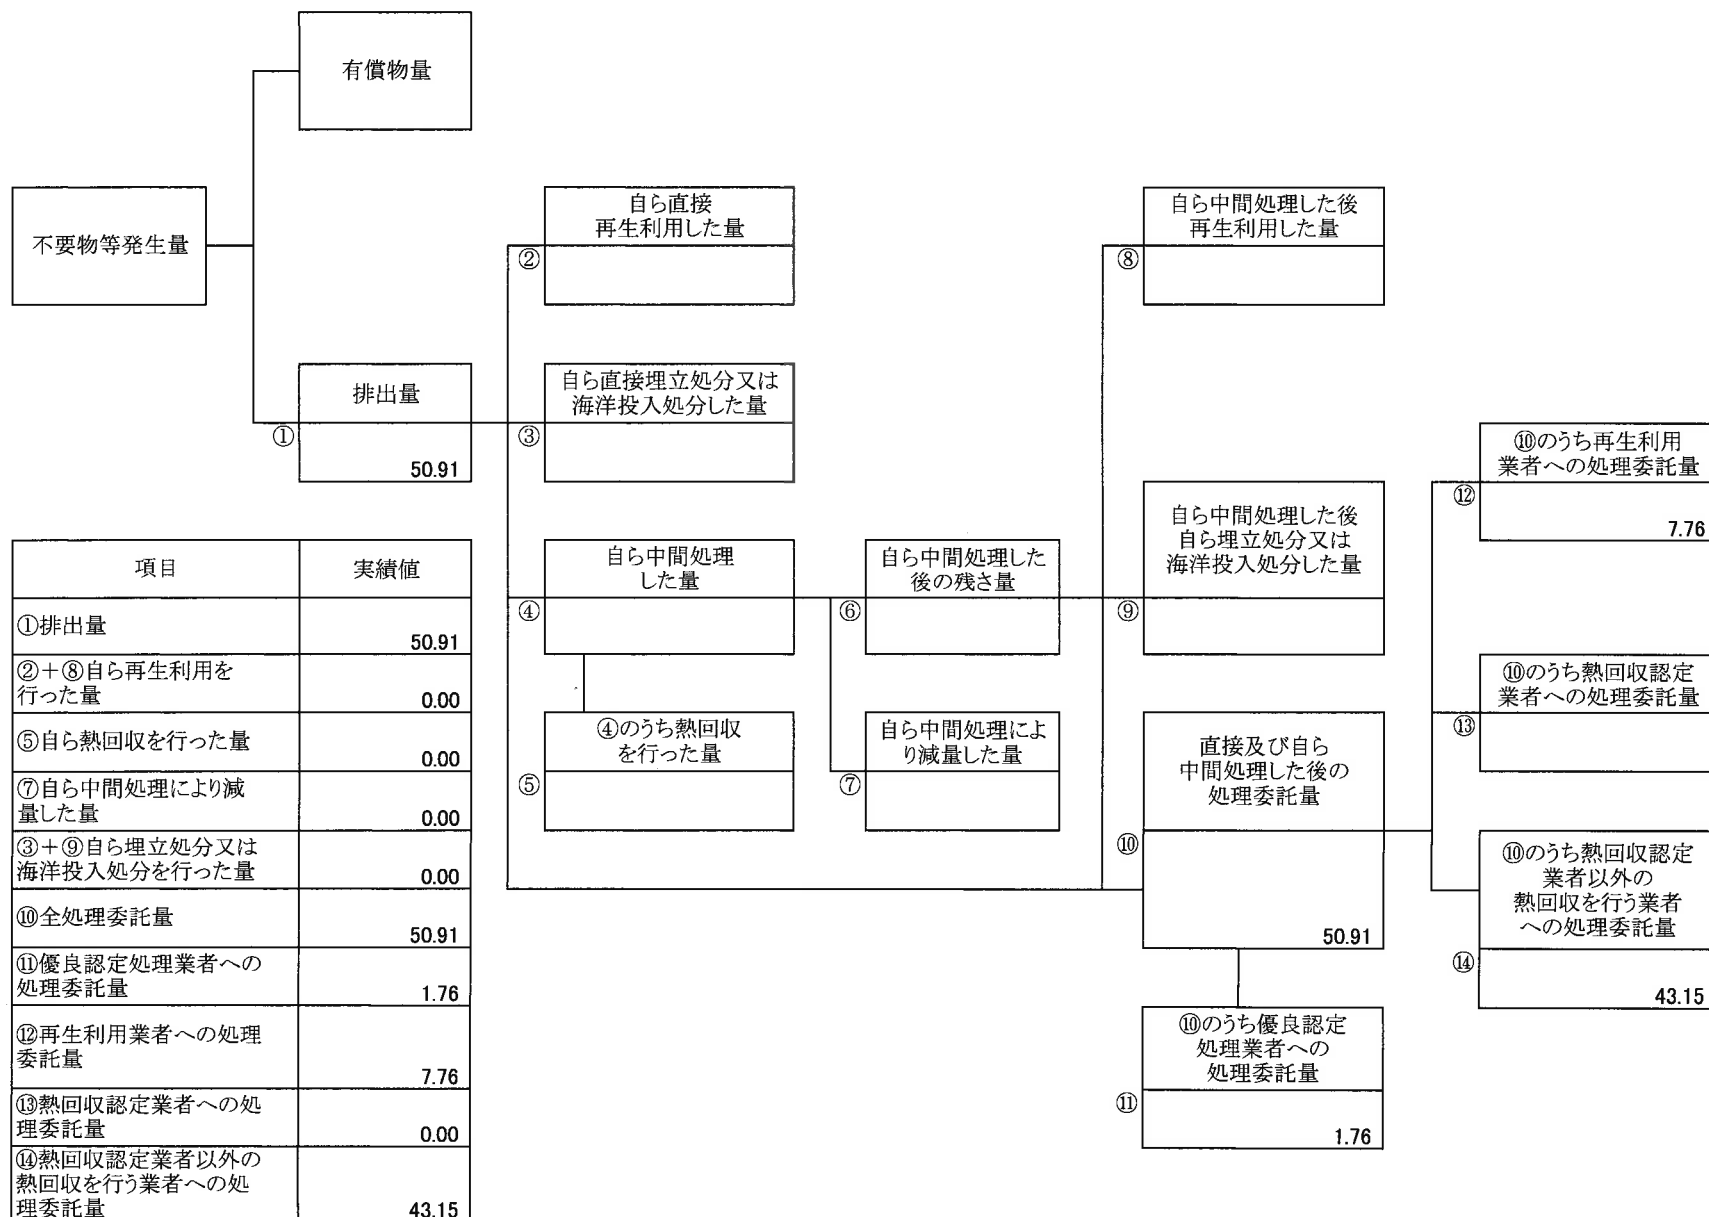 有償物量
不要物等発生量
自ら直接
再生利用した量
②
自ら中間処理した後
再生利用した量
⑧
排出量
①
50.91
自ら直接埋立処分又は
海洋投入処分した量
③
⑩のうち再生利用
業者への処理委託量
⑫
7.76
自ら中間処理
した量
④
自ら中間処理した
後の残さ量
⑥
自ら中間処理した後
自ら埋立処分又は
海洋投入処分した量
⑨
⑩のうち熱回収認定
業者への処理委託量
⑬
④のうち熱回収
を行った量
⑤
自ら中間処理によ
り減量した量
⑦
直接及び自ら
中間処理した後の
処理委託量
⑩
50.91
⑩のうち熱回収認定
業者以外の
熱回収を行う業者
への処理委託量
⑭
43.15
⑩のうち優良認定
処理業者への
処理委託量
⑪
1.76
項目 実績値
①排出量 50.91
②+⑧自ら再生利用を
行った量 0.00
⑤自ら熱回収を行った量 0.00
⑦自ら中間処理により減
量した量 0.00
③+⑨自ら埋立処分又は
海洋投入処分を行った量 0.00
⑩全処理委託量 50.91
⑪優良認定処理業者への
処理委託量 1.76
⑫再生利用業者への処理
委託量 7.76
⑬熱回収認定業者への処
理委託量 0.00
⑭熱回収認定業者以外の
熱回収を行う業者への処
理委託量 43.15